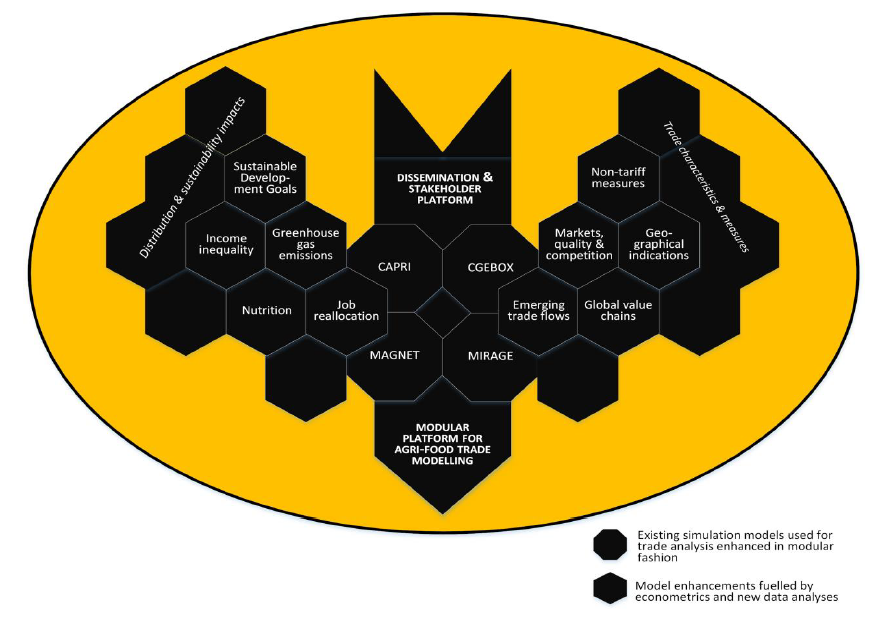 Distribution & sustainability impacts
Sustainable
Develop-
ment Goals
Income
inequality
Greenhouse
gas
emissions
Nutrition
Job
reallocation
DISSEMINATION &
STAKEHOLDER
PLATFORM
CAPRI
CGEBOX
MAGNET
MIRAGE
MODULAR
PLATFORM FOR
AGRI-FOOD TRADE
MODELLING
Trade characteristics & measures
Non-tariff
measures
Markets,
quality &
competition
Geo-
graphical
indications
Emerging
trade flows
Global value
chains
Existing simulation models used for
trade analysis enhanced in modular
fashion
Model enhancements fuelled by
econometrics and new data analyses